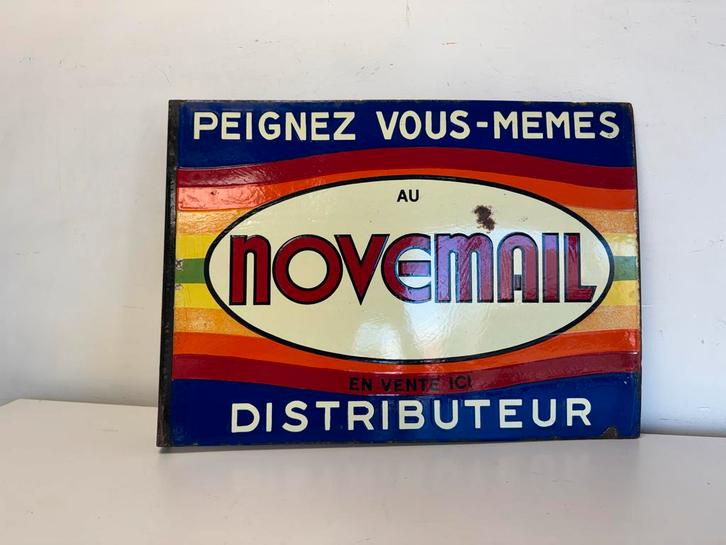 PEIGNEZ VOUS-MEMES
AU
NOVEMAIL
EN VENTE ICI
DISTRIBUTEUR